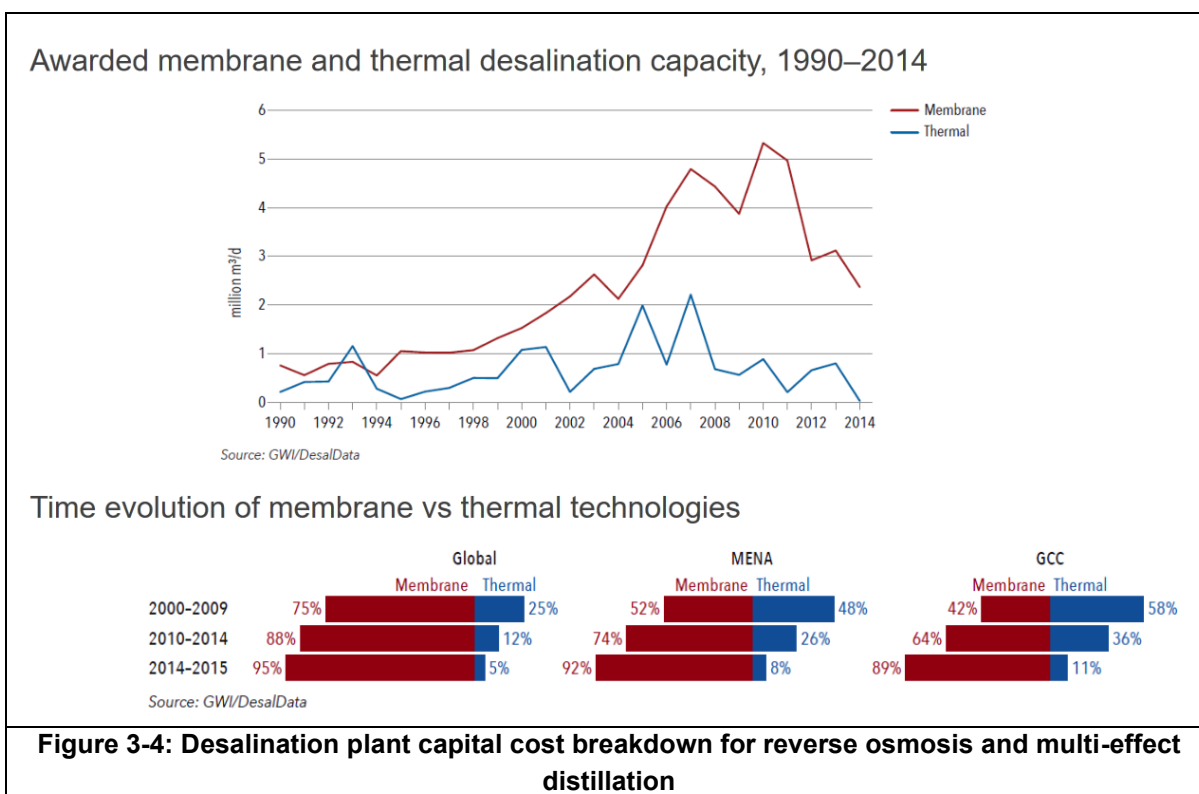 Awarded membrane and thermal desalination capacity, 1990–2014
6
5
4
3
2
1
0
million m³/d
Membrane
Thermal
1990 1992 1994 1996 1998 2000 2002 2004 2006 2008 2010 2012 2014
Source: GWI/DesalData
Time evolution of membrane vs thermal technologies
Global MENA GCC
Membrane Thermal Membrane Thermal Membrane Thermal
2000–2009 75% 25% 52% 48% 42% 58%
2010–2014 88% 12% 74% 26% 64% 36%
2014–2015 95% 5% 92% 8% 89% 11%
Source: GWI/DesalData
Figure 3-4: Desalination plant capital cost breakdown for reverse osmosis and multi-effect
distillation